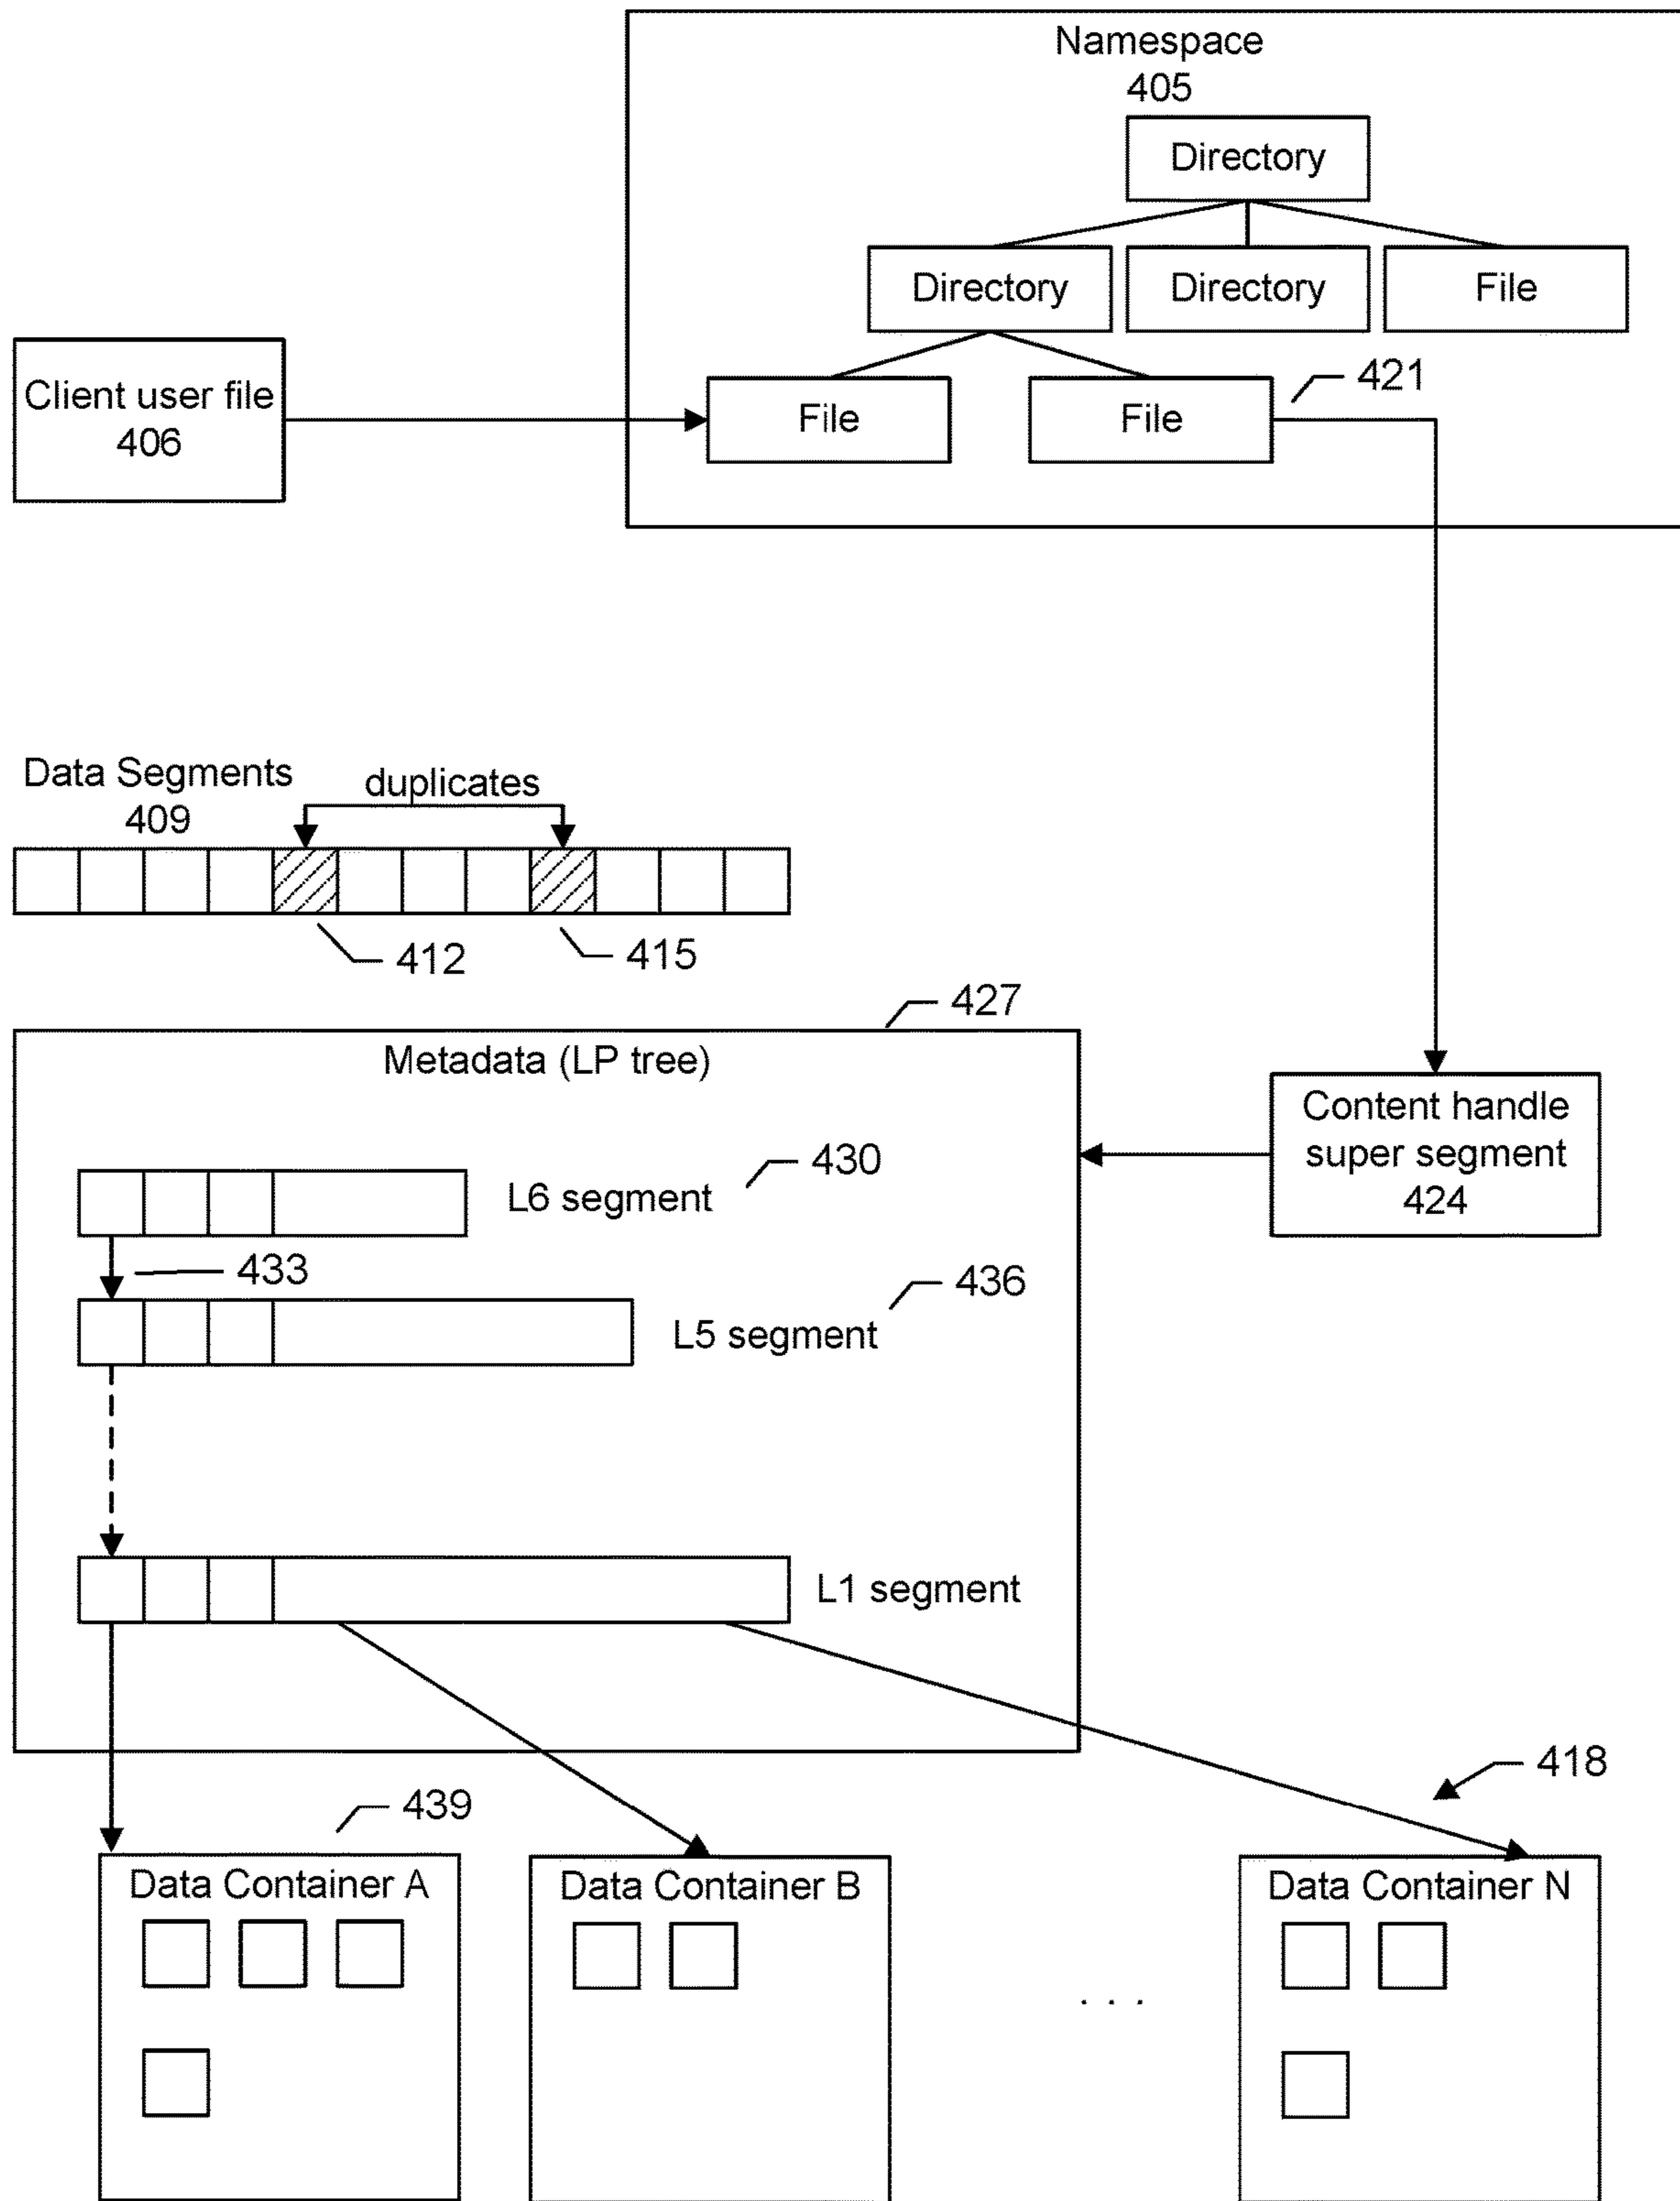 Namespace
405
Directory
Directory
Directory
File
Client user file
406
File
File
421
Data Segments
409
duplicates
412
415
427
Metadata (LP tree)
Content handle
super segment
424
L6 segment
430
433
436
L5 segment
L1 segment
418
439
Data Container A
Data Container B
. . .
Data Container N